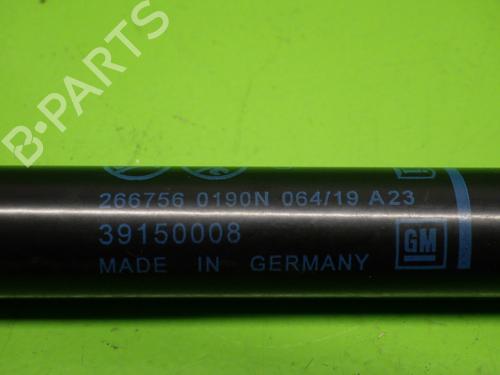 B-PARTS
266756 0190N 064/19 A23
39150008
GM
MADE IN GERMANY